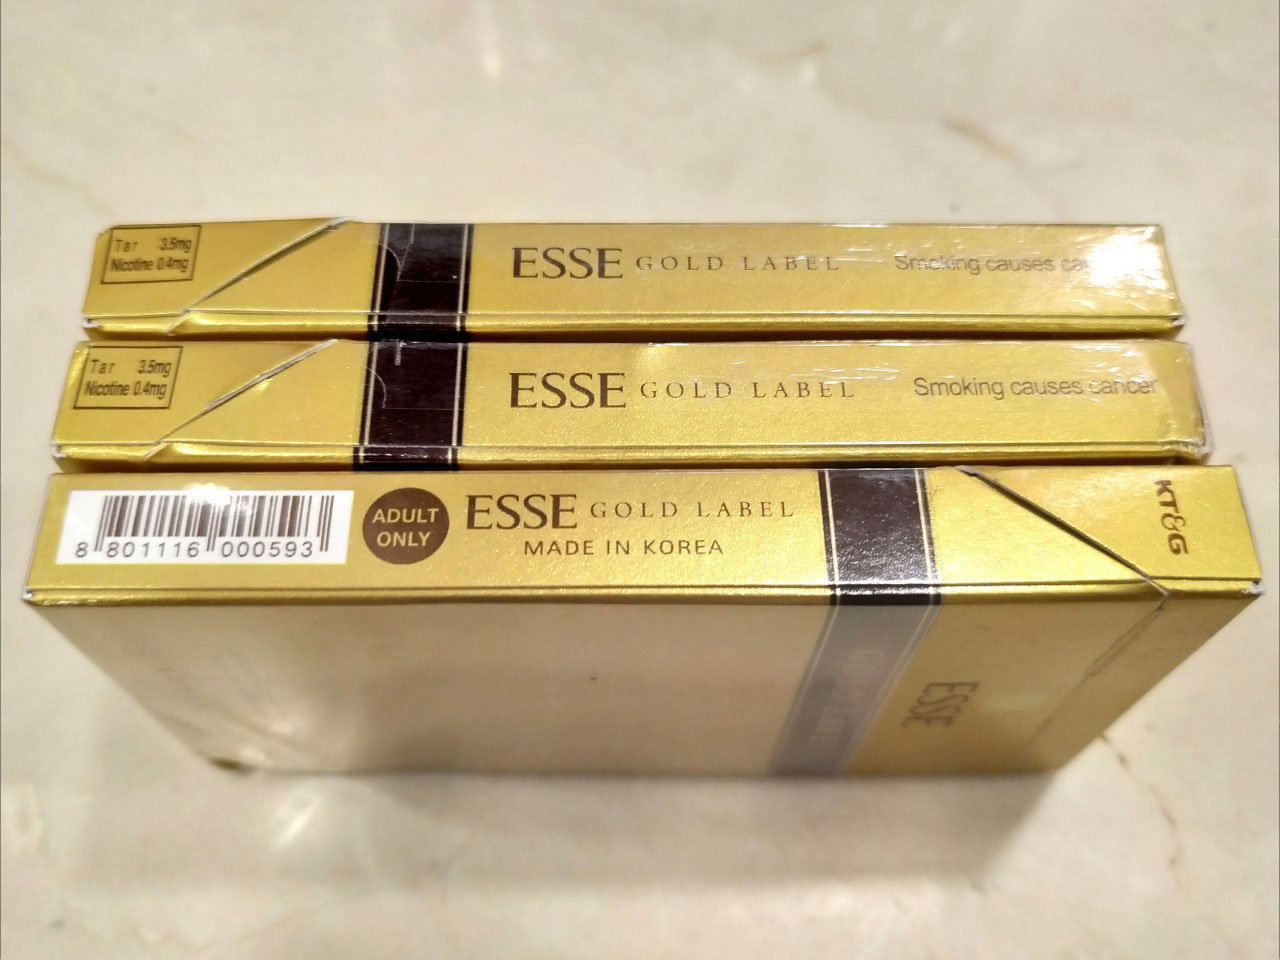 Tar 3.5mg
Nicotine 0.4mg
ESSE GOLD LABEL
Smoking causes
Tar 3.5mg
Nicotine 0.4mg
ESSE GOLD LABEL
Smoking causes cancer
8 801116 000593
ADULT
ONLY
ESSE GOLD LABEL
MADE IN KOREA
KT&G
ESSE